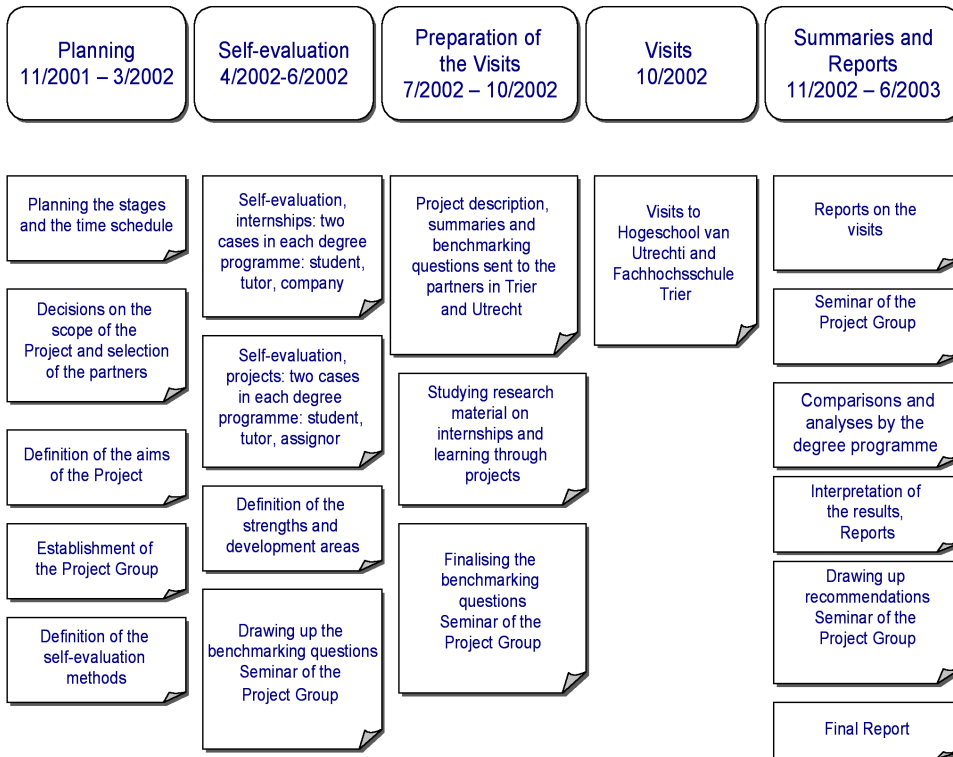 Planning
11/2001 – 3/2002
Self-evaluation
4/2002-6/2002
Preparation of
the Visits
7/2002 – 10/2002
Visits
10/2002
Summaries and
Reports
11/2002 – 6/2003
Planning the stages
and the time schedule
Decisions on the
scope of the
Project and selection
of the partners
Definition of the aims
of the Project
Establishment of
the Project Group
Definition of the
self-evaluation
methods
Self-evaluation,
internships: two
cases in each degree
programme: student,
tutor, company
Self-evaluation,
projects: two cases
in each degree
programme: student,
tutor, assignor
Definition of the
strengths and
development areas
Drawing up the
benchmarking questions
Seminar of the
Project Group
Project description,
summaries and
benchmarking
questions sent to the
partners in Trier
and Utrecht
Studying research
material on
internships and
learning through
projects
Finalising the
benchmarking
questions
Seminar of the
Project Group
Visits to
Hogeschool van
Utrechti and
Fachhochsschule
Trier
Reports on the
visits
Seminar of the
Project Group
Comparisons and
analyses by the
degree programme
Interpretation of
the results,
Reports
Drawing up
recommendations
Seminar of the
Project Group
Final Report